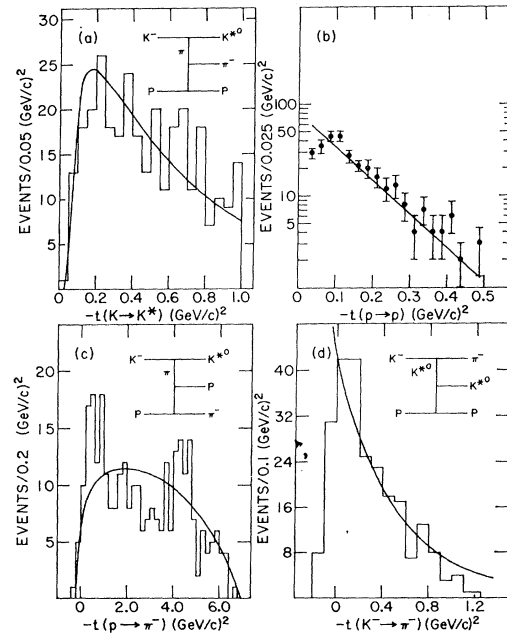 (a)
K⁻
K*⁰
π
π⁻
P
P
30
25
20
15
10
5
0
0.2
0.4
0.6
0.8
1.0
EVENTS/0.05 (GeV/c)²
-t(K→K*) (GeV/c)²
(b)
100
50
10
5
0
0.1
0.2
0.3
0.4
0.5
EVENTS/0.025 (GeV/c)²
-t(p→p) (GeV/c)²
(c)
K⁻
K*⁰
π
P
P
π⁻
20
15
10
5
0
2.0
4.0
6.0
EVENTS/0.2 (GeV/c)²
-t(p→π⁻) (GeV/c)²
(d)
K⁻
π⁻
K*⁰
K*⁰
P
P
40
32
24
16
8
0
0.4
0.8
1.2
EVENTS/0.1 (GeV/c)²
-t(K⁻→π⁻) (GeV/c)²